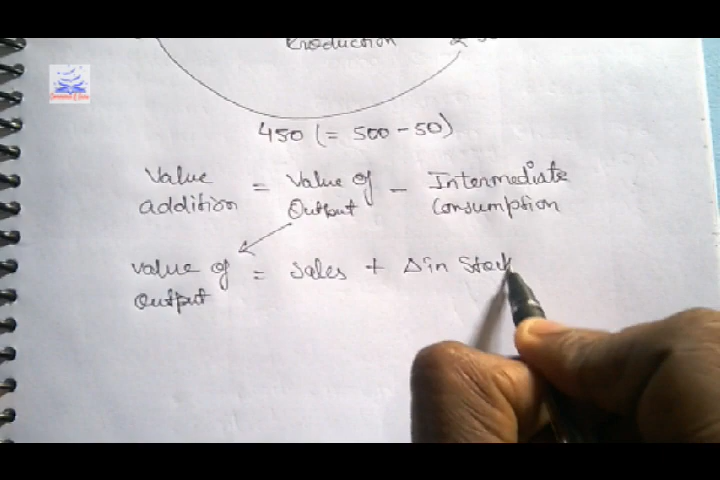 Production
450 (= 500 - 50)
Value addition = Value of Output - Intermediate Consumption
Value of Output = Sales + Δ in Stock